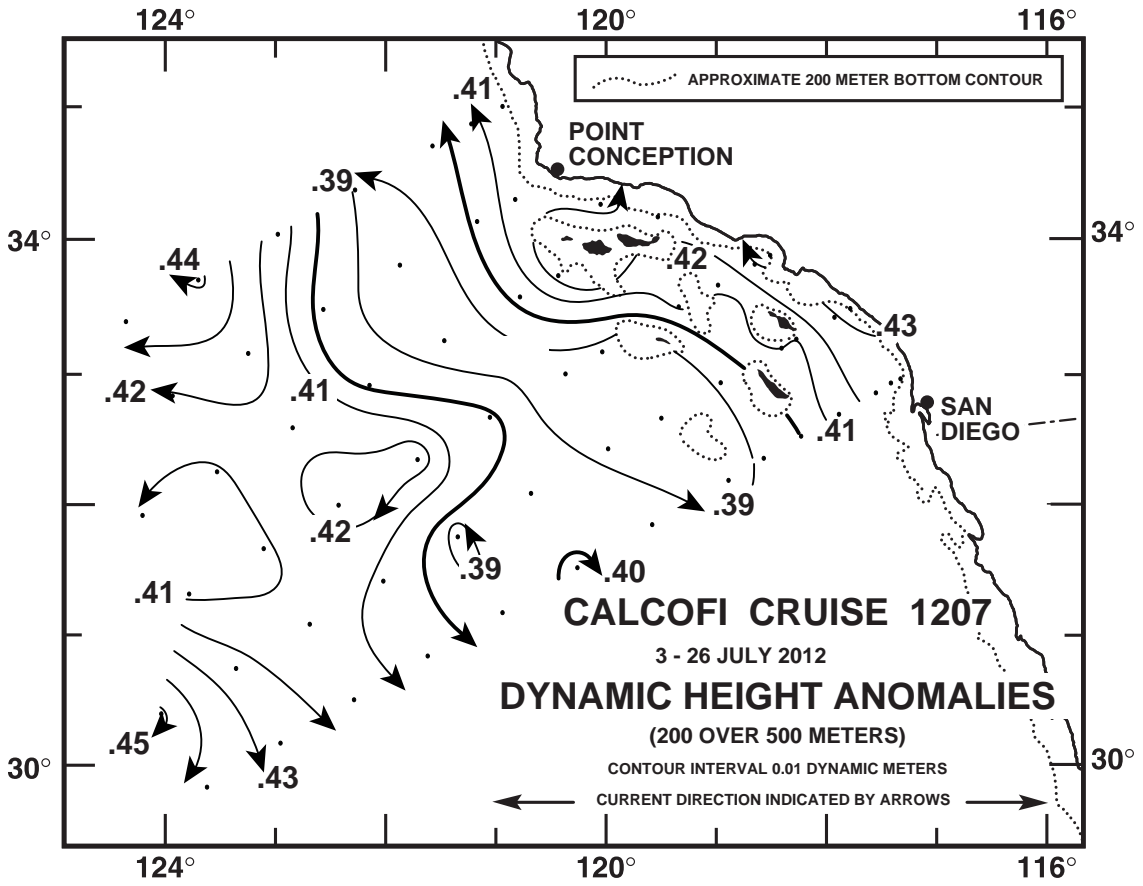 124° 120° 116°
APPROXIMATE 200 METER BOTTOM CONTOUR
.41
POINT
CONCEPTION
.39
34° 34°
.44 .42
.43
.42 .41
SAN
DIEGO
.41
.39
.42
.39 .40
.41
CALCOFI CRUISE 1207
3 - 26 JULY 2012
DYNAMIC HEIGHT ANOMALIES
(200 OVER 500 METERS)
.45
30° 30°
.43
CONTOUR INTERVAL 0.01 DYNAMIC METERS
CURRENT DIRECTION INDICATED BY ARROWS
124° 120° 116°